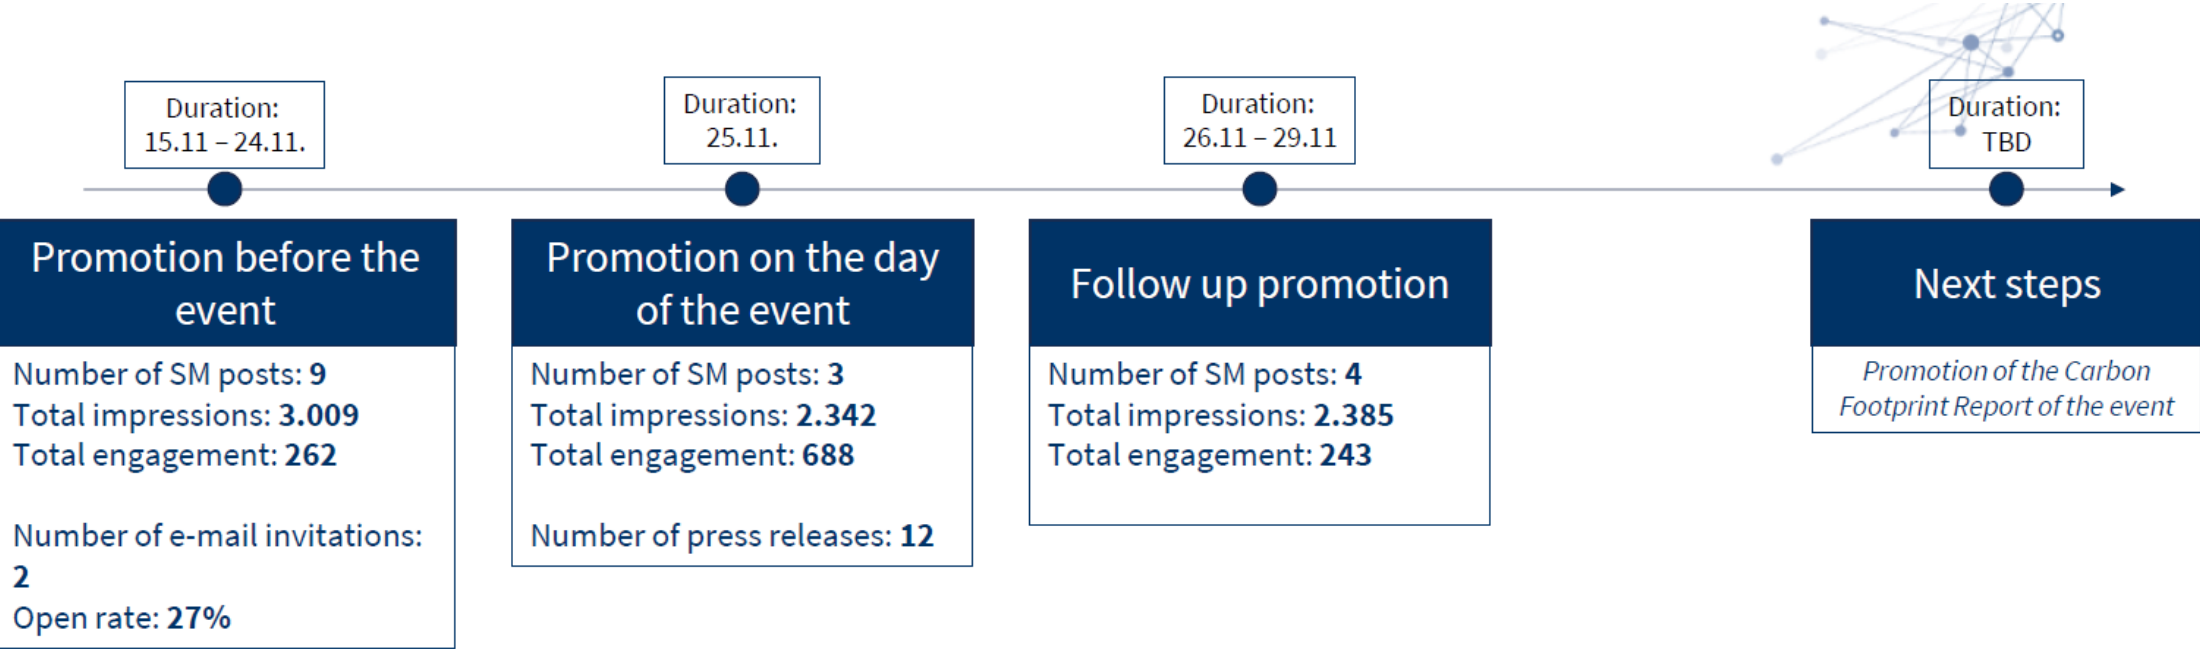 Duration:
15.11 – 24.11.
Duration:
25.11.
Duration:
26.11 – 29.11
Duration:
TBD
Promotion before the
event
Number of SM posts: 9
Total impressions: 3.009
Total engagement: 262
Number of e-mail invitations:
2
Open rate: 27%
Promotion on the day
of the event
Number of SM posts: 3
Total impressions: 2.342
Total engagement: 688
Number of press releases: 12
Follow up promotion
Number of SM posts: 4
Total impressions: 2.385
Total engagement: 243
Next steps
Promotion of the Carbon
Footprint Report of the event